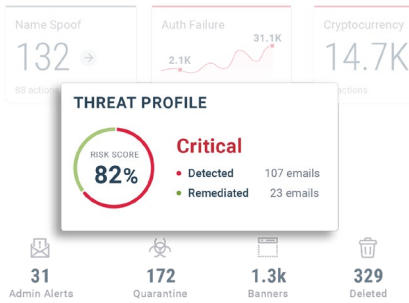 Name Spoof
132
88 actions
Auth Failure
2.1K
31.1K
Cryptocurrency
14.7K
actions
THREAT PROFILE
RISK SCORE
82%
Critical
Detected 107 emails
Remediated 23 emails
31 172 1.3k 329
Admin Alerts Quarantine Banners Deleted